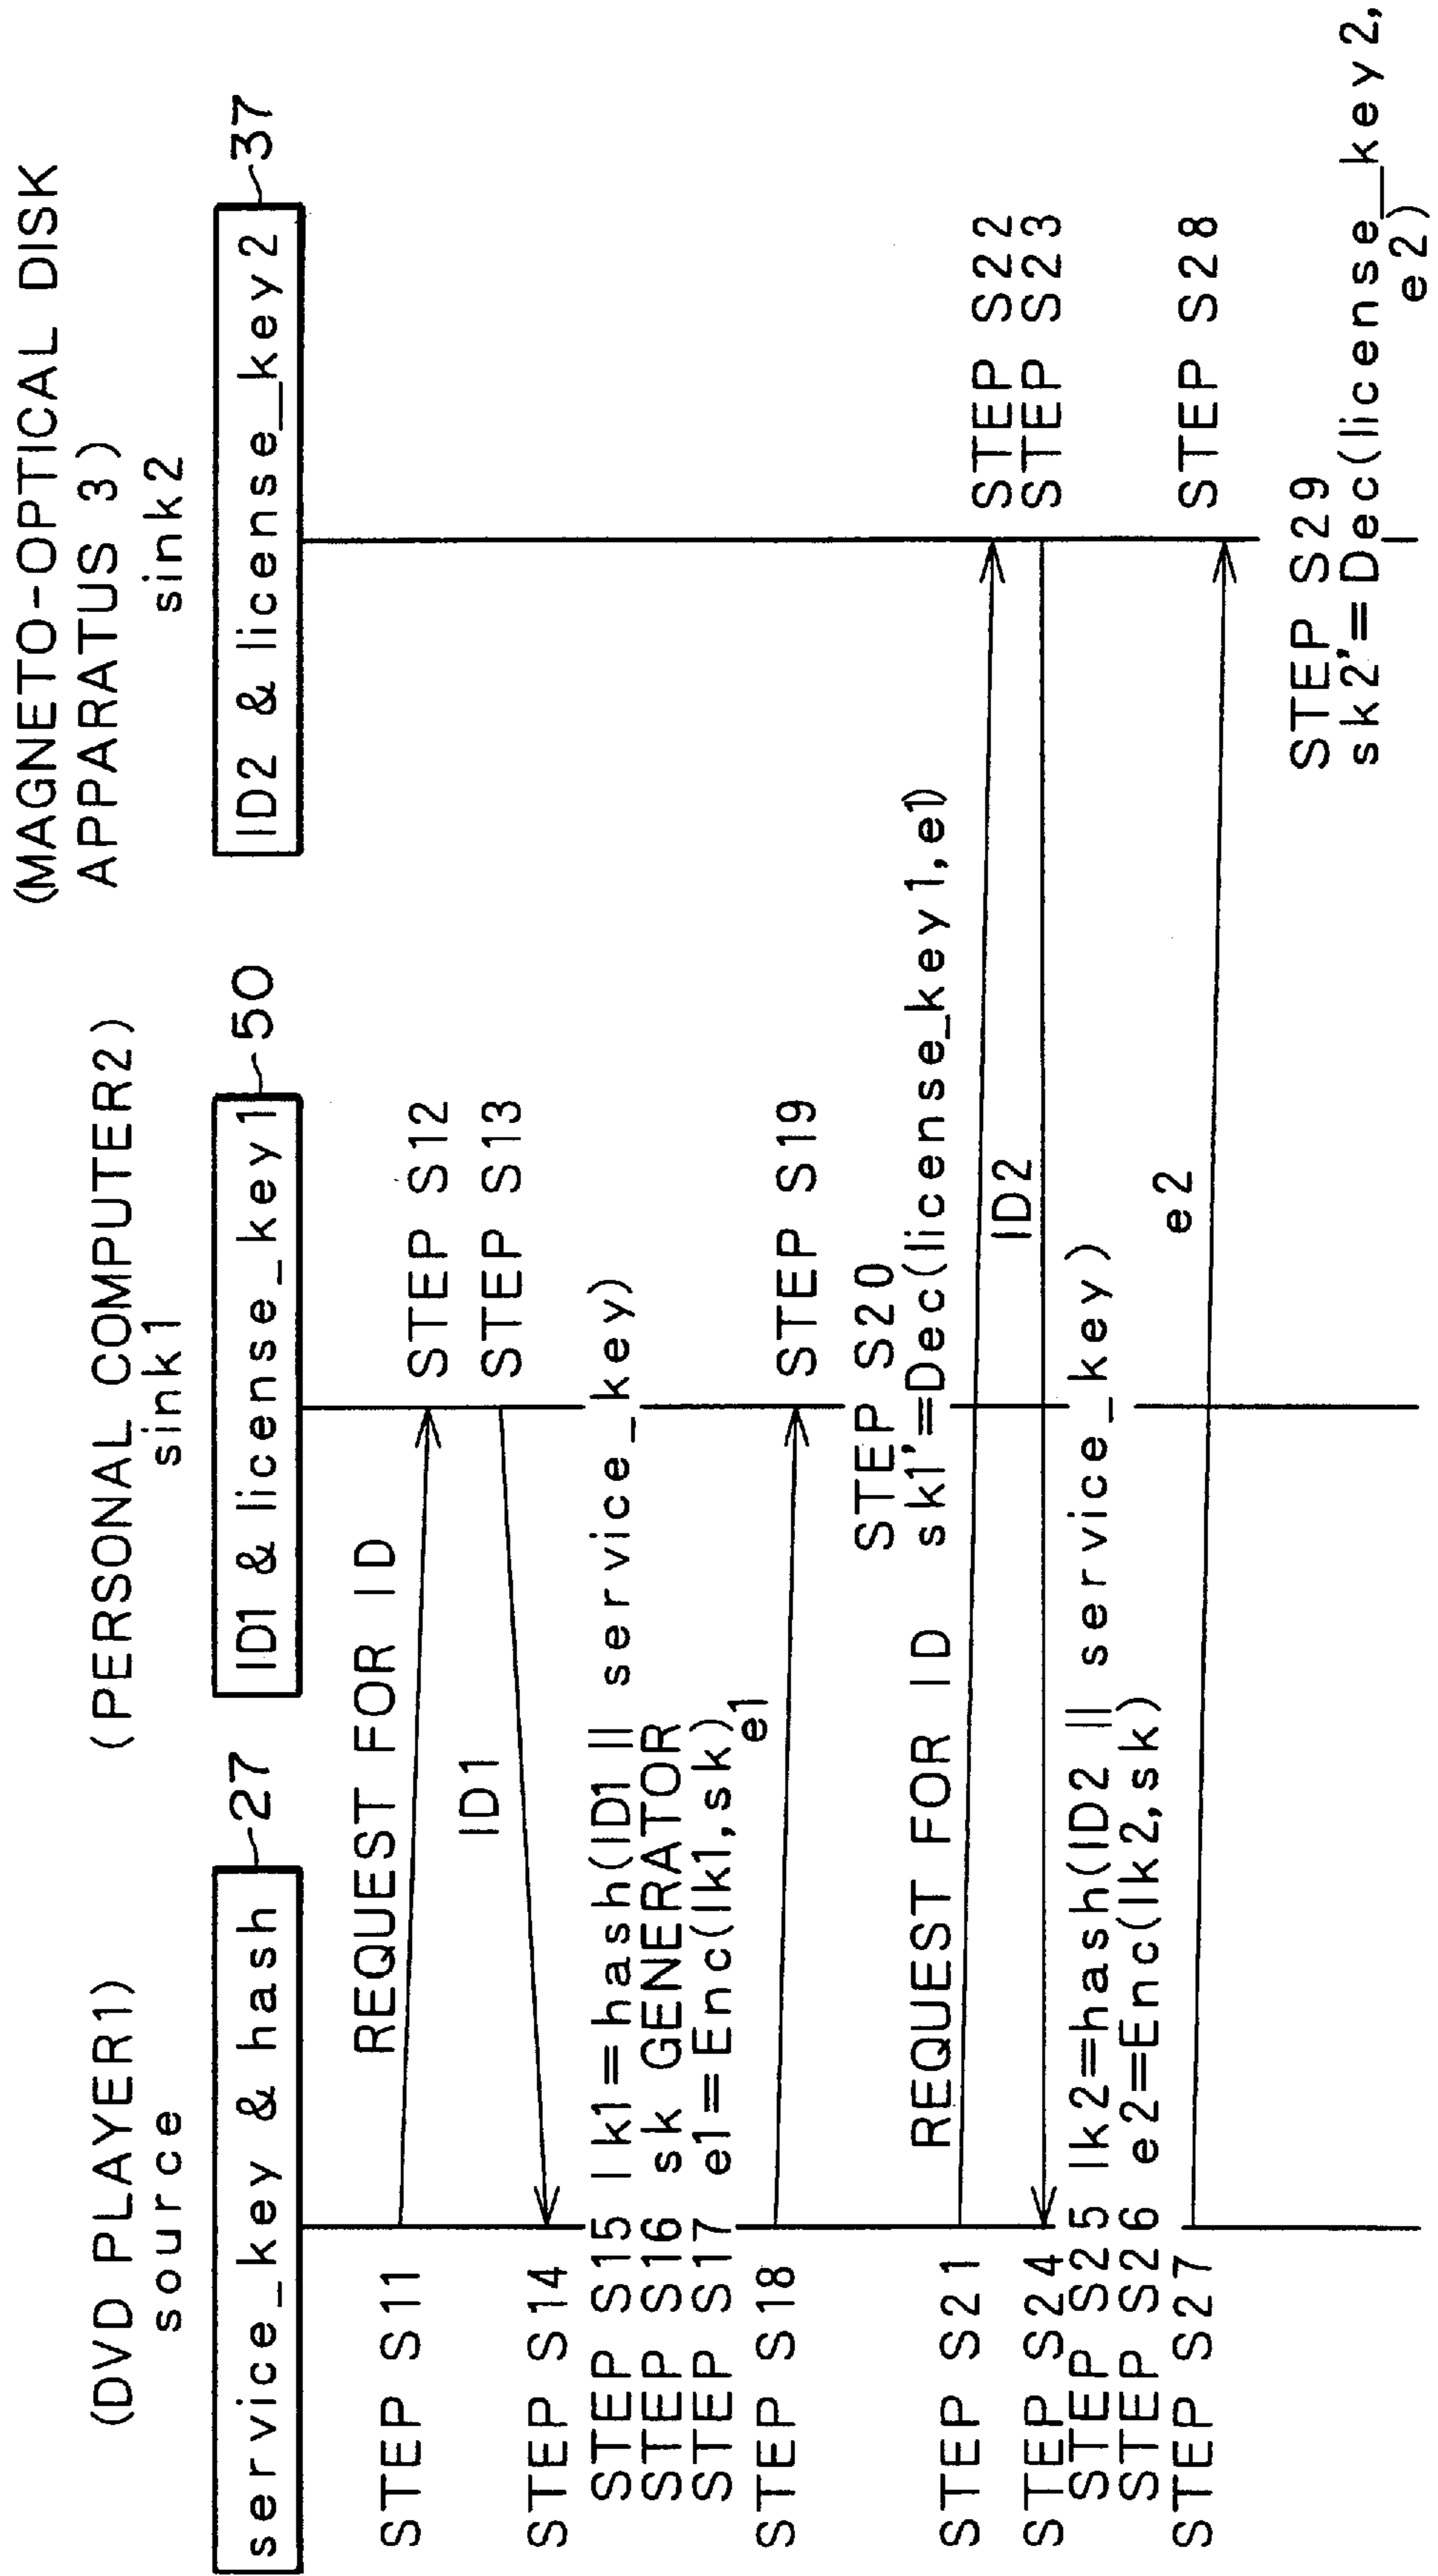 (DVD PLAYER1)
source
(PERSONAL COMPUTER2)
sink1
(MAGNETO-OPTICAL DISK
APPARATUS 3)
sink2
service_key & hash
27
ID1 & license_key1
50
ID2 & license_key2
37
STEP S11
REQUEST FOR ID
STEP S12
STEP S13
ID1
STEP S14
STEP S15 lk1=hash(ID1 || service_key)
STEP S16 sk GENERATOR
STEP S17 e1=Enc(lk1,sk)
STEP S18
e1
STEP S19
STEP S20
sk1'=Dec(license_key1,e1)
STEP S21
REQUEST FOR ID
STEP S22
STEP S23
ID2
STEP S24
STEP S25 lk2=hash(ID2 || service_key)
STEP S26 e2=Enc(lk2,sk)
STEP S27
e2
STEP S28
STEP S29
sk2'=Dec(license_key2,
e2)